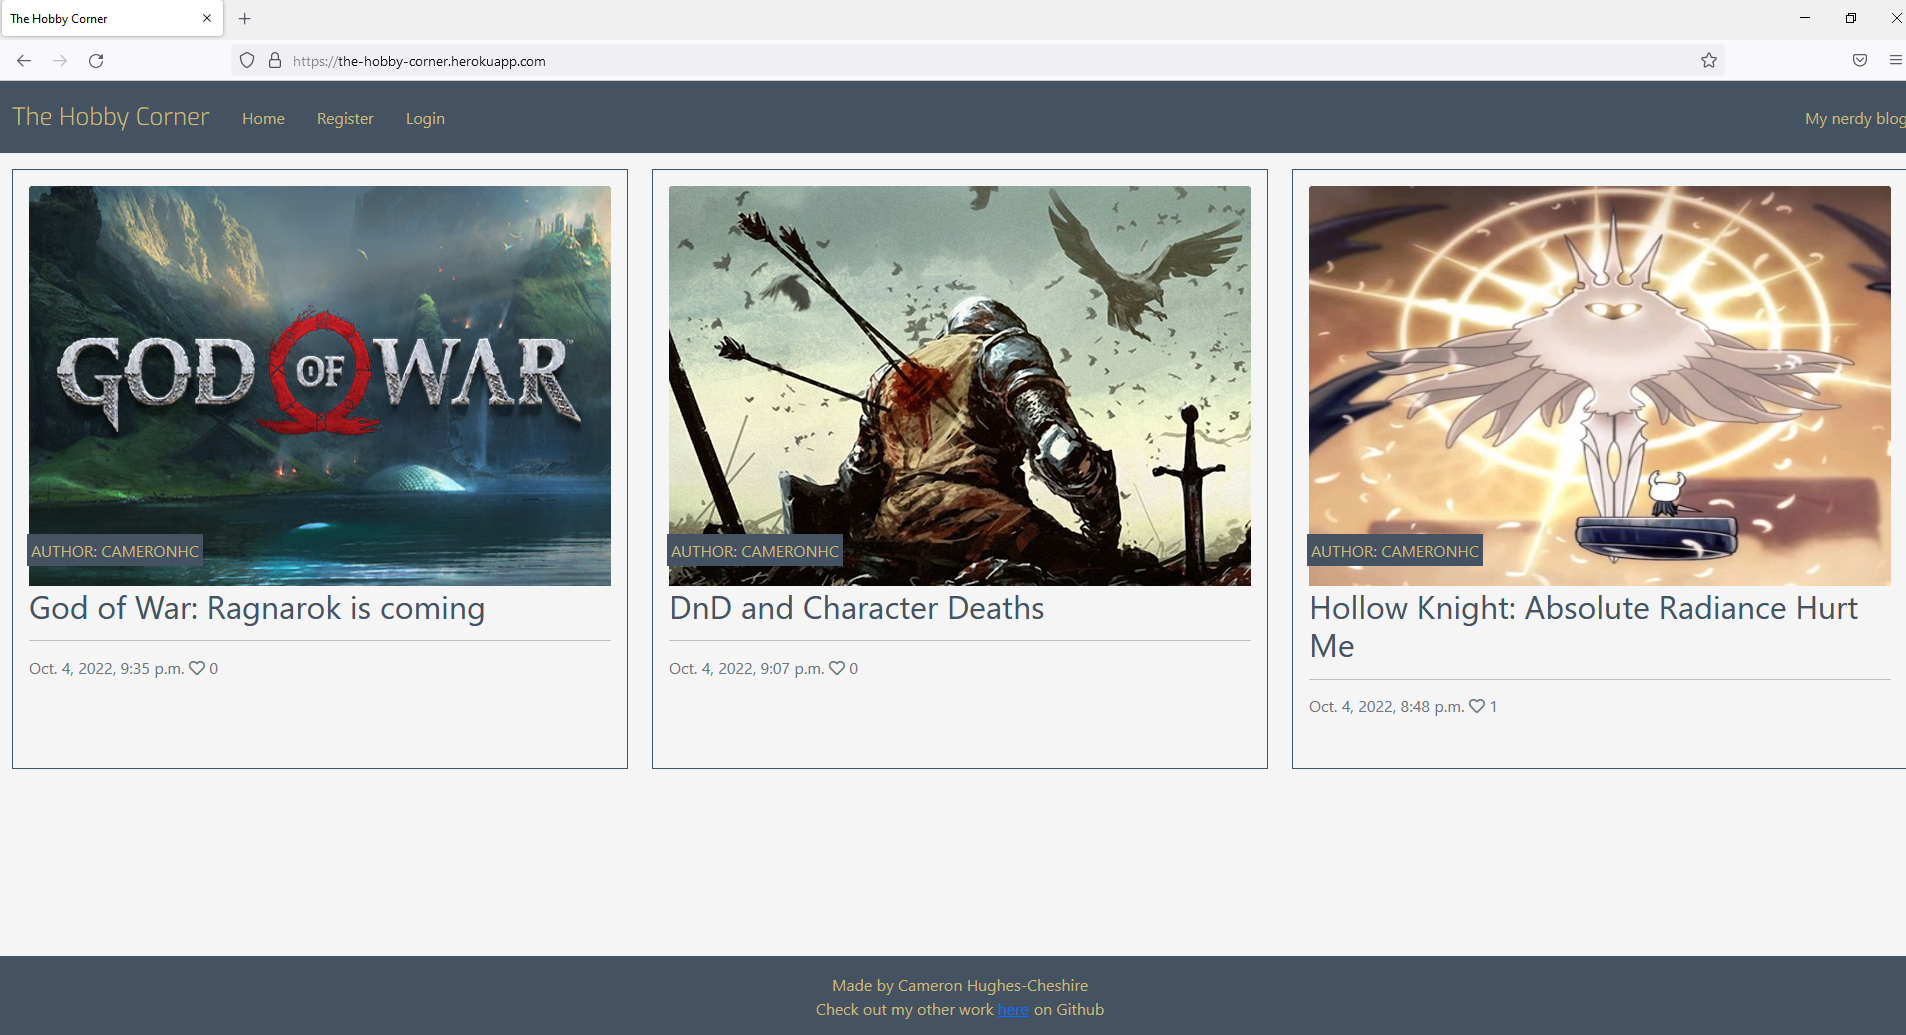 The Hobby Corner
https://the-hobby-corner.herokuapp.com
The Hobby Corner Home Register Login My nerdy blog
GOD OF WAR™
AUTHOR: CAMERONHC
God of War: Ragnarok is coming
Oct. 4, 2022, 9:35 p.m. 0
AUTHOR: CAMERONHC
DnD and Character Deaths
Oct. 4, 2022, 9:07 p.m. 0
AUTHOR: CAMERONHC
Hollow Knight: Absolute Radiance Hurt
Me
Oct. 4, 2022, 8:48 p.m. 1
Made by Cameron Hughes-Cheshire
Check out my other work here on Github